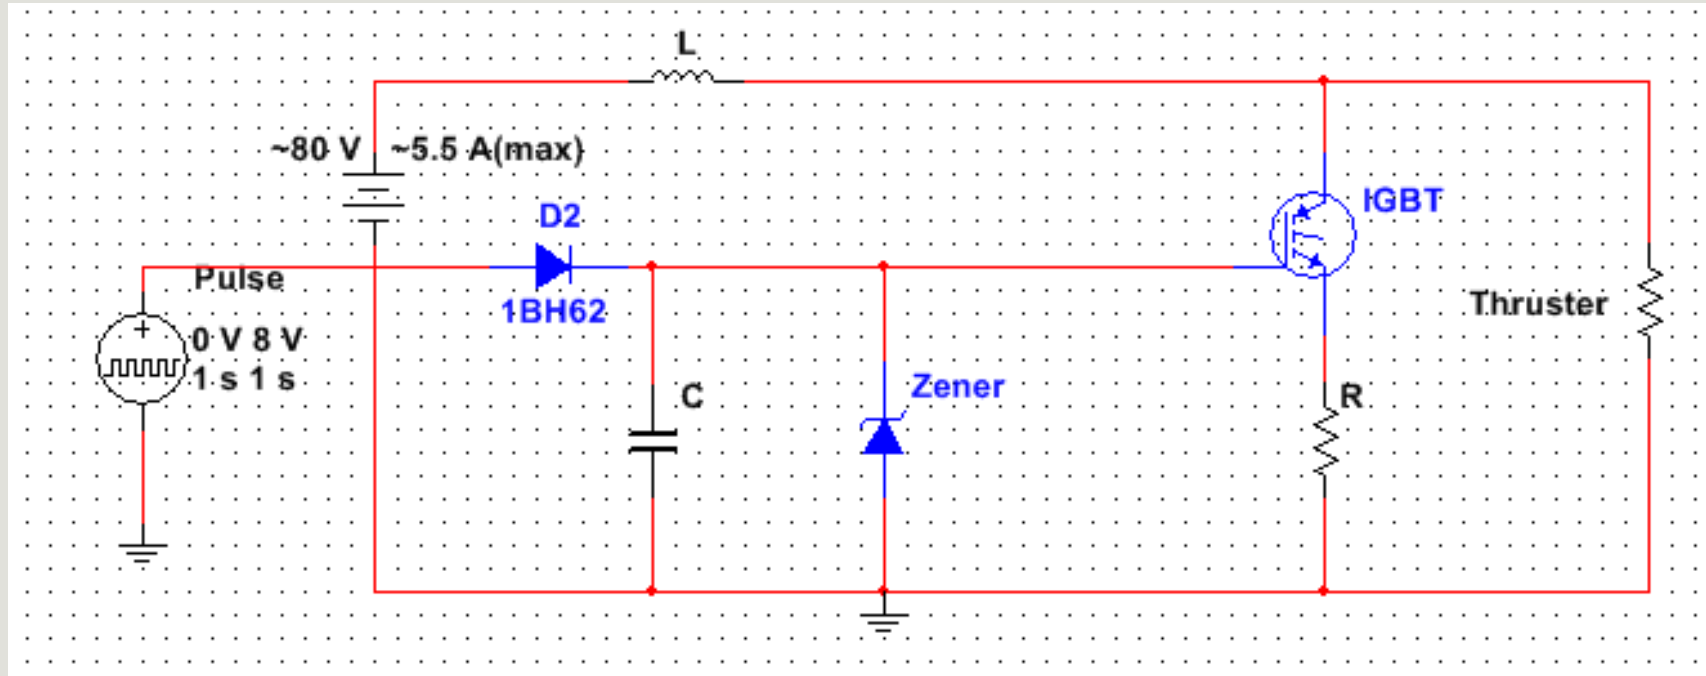 L
~80 V ~5.5 A(max)
D2
IGBT
Pulse
1BH62
Thruster
0 V 8 V
1 s 1 s
Zener
C
R